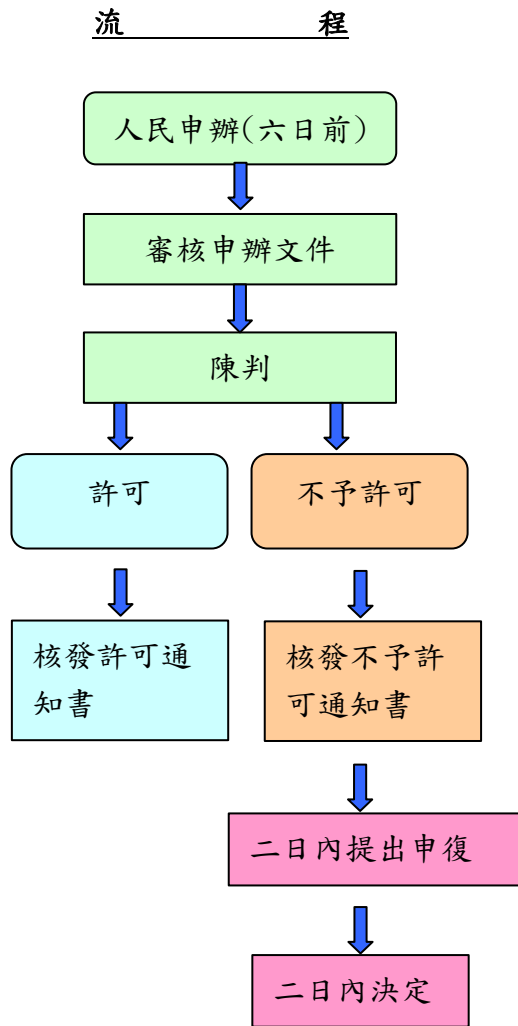 流 程
人民申辦(六日前)
審核申辦文件
陳判
許可
不予許可
核發許可通
知書
核發不予許
可通知書
二日內提出申復
二日內決定